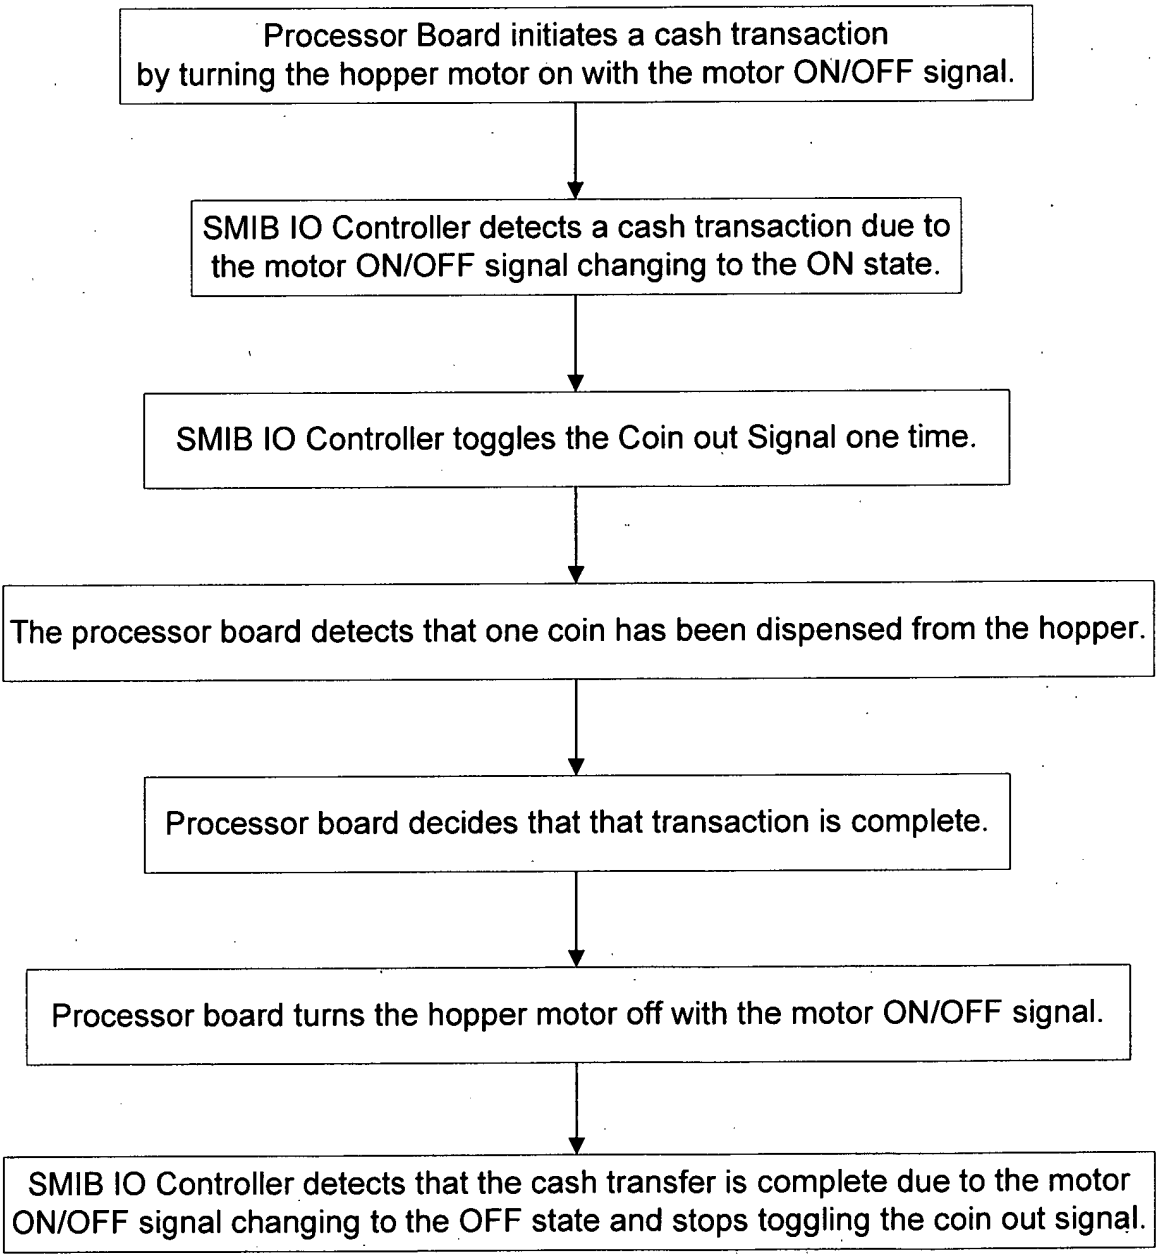 Processor Board initiates a cash transaction
by turning the hopper motor on with the motor ON/OFF signal.
SMIB IO Controller detects a cash transaction due to
the motor ON/OFF signal changing to the ON state.
SMIB IO Controller toggles the Coin out Signal one time.
The processor board detects that one coin has been dispensed from the hopper.
Processor board decides that that transaction is complete.
Processor board turns the hopper motor off with the motor ON/OFF signal.
SMIB IO Controller detects that the cash transfer is complete due to the motor
ON/OFF signal changing to the OFF state and stops toggling the coin out signal.